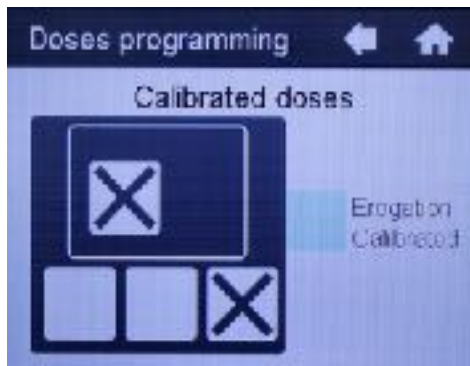 Doses programming
Calibrated doses
Erogation
Calibrated